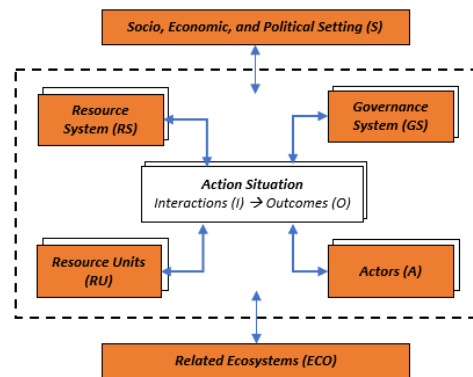 Socio, Economic, and Political Setting (S)
Resource
System (RS)
Governance
System (GS)
Action Situation
Interactions (I) → Outcomes (O)
Resource Units
(RU)
Actors (A)
Related Ecosystems (ECO)